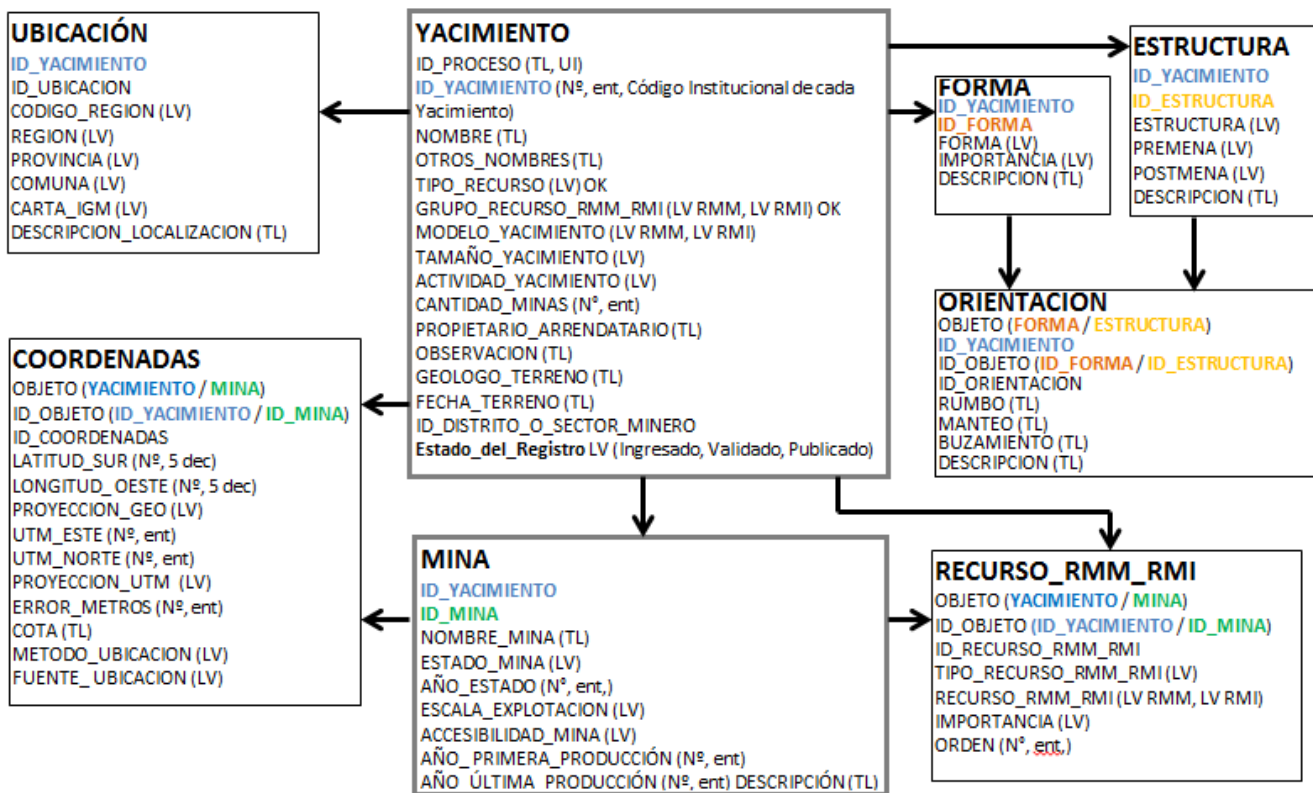 UBICACIÓN
ID_YACIMIENTO
ID_UBICACION
CODIGO_REGION (LV)
REGION (LV)
PROVINCIA (LV)
COMUNA (LV)
CARTA_IGM (LV)
DESCRIPCION_LOCALIZACION (TL)
YACIMIENTO
ID_PROCESO (TL, UI)
ID_YACIMIENTO (Nº, ent, Código Institucional de cada
Yacimiento)
NOMBRE (TL)
OTROS_NOMBRES (TL)
TIPO_RECURSO (LV) OK
GRUPO_RECURSO_RMM_RMI (LV RMM, LV RMI) OK
MODELO_YACIMIENTO (LV RMM, LV RMI)
TAMAÑO_YACIMIENTO (LV)
ACTIVIDAD_YACIMIENTO (LV)
CANTIDAD_MINAS (N°, ent)
PROPIETARIO_ARRENDATARIO (TL)
OBSERVACION (TL)
GEOLOGO_TERRENO (TL)
FECHA_TERRENO (TL)
ID_DISTRITO_O_SECTOR_MINERO
Estado_del_Registro LV (Ingresado, Validado, Publicado)
FORMA
ID_YACIMIENTO
ID_FORMA
FORMA (LV)
IMPORTANCIA (LV)
DESCRIPCION (TL)
ESTRUCTURA
ID_YACIMIENTO
ID_ESTRUCTURA
ESTRUCTURA (LV)
PREMENA (LV)
POSTMENA (LV)
DESCRIPCION (TL)
ORIENTACION
OBJETO (FORMA / ESTRUCTURA)
ID_YACIMIENTO
ID_OBJETO (ID_FORMA / ID_ESTRUCTURA)
ID_ORIENTACION
RUMBO (TL)
MANTEO (TL)
BUZAMIENTO (TL)
DESCRIPCION (TL)
COORDENADAS
OBJETO (YACIMIENTO / MINA)
ID_OBJETO (ID_YACIMIENTO / ID_MINA)
ID_COORDENADAS
LATITUD_SUR (Nº, 5 dec)
LONGITUD_ OESTE (Nº, 5 dec)
PROYECCION_GEO (LV)
UTM_ESTE (Nº, ent)
UTM_NORTE (Nº, ent)
PROYECCION_UTM (LV)
ERROR_METROS (Nº, ent)
COTA (TL)
METODO_UBICACION (LV)
FUENTE_ UBICACION (LV)
MINA
ID_YACIMIENTO
ID_MINA
NOMBRE_MINA (TL)
ESTADO_MINA (LV)
AÑO_ESTADO (N°, ent,)
ESCALA_EXPLOTACION (LV)
ACCESIBILIDAD_MINA (LV)
AÑO_ PRIMERA_PRODUCCIÓN (Nº, ent)
AÑO_ÚLTIMA_PRODUCCIÓN (Nº, ent) DESCRIPCIÓN (TL)
RECURSO_RMM_RMI
OBJETO (YACIMIENTO / MINA)
ID_OBJETO (ID_YACIMIENTO / ID_MINA)
ID_RECURSO_RMM_RMI
TIPO_RECURSO_RMM_RMI (LV)
RECURSO_RMM_RMI (LV RMM, LV RMI)
IMPORTANCIA (LV)
ORDEN (N°, ent,)